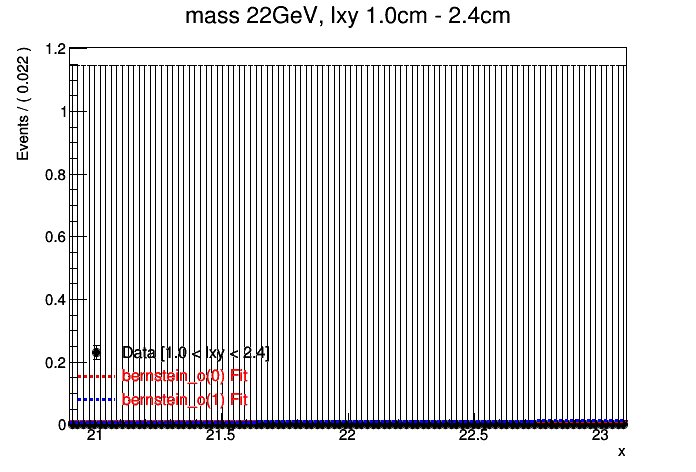 mass 22GeV, lxy 1.0cm - 2.4cm
Events / ( 0.022 )
1.2
1
0.8
0.6
0.4
0.2
0
Data [1.0 < lxy < 2.4]
bernstein_o(0) Fit
bernstein_o(1) Fit
21 21.5 22 22.5 23
x